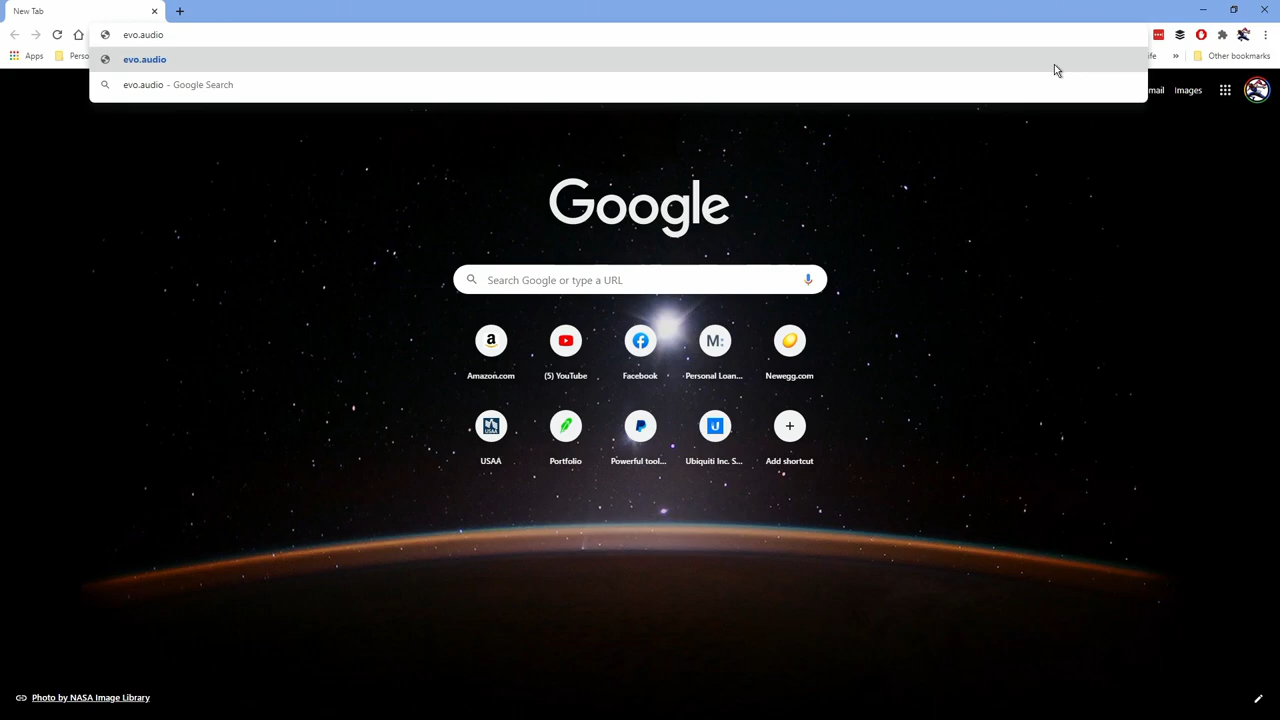 New Tab
evo.audio
Apps
Perso
ife
»
Other bookmarks
evo.audio
evo.audio - Google Search
mail
Images
Google
Search Google or type a URL
Amazon.com
(5) YouTube
Facebook
M:
Personal Loan...
Newegg.com
USAA
Portfolio
Powerful tool...
Ubiquiti Inc. S...
Add shortcut
Photo by NASA Image Library